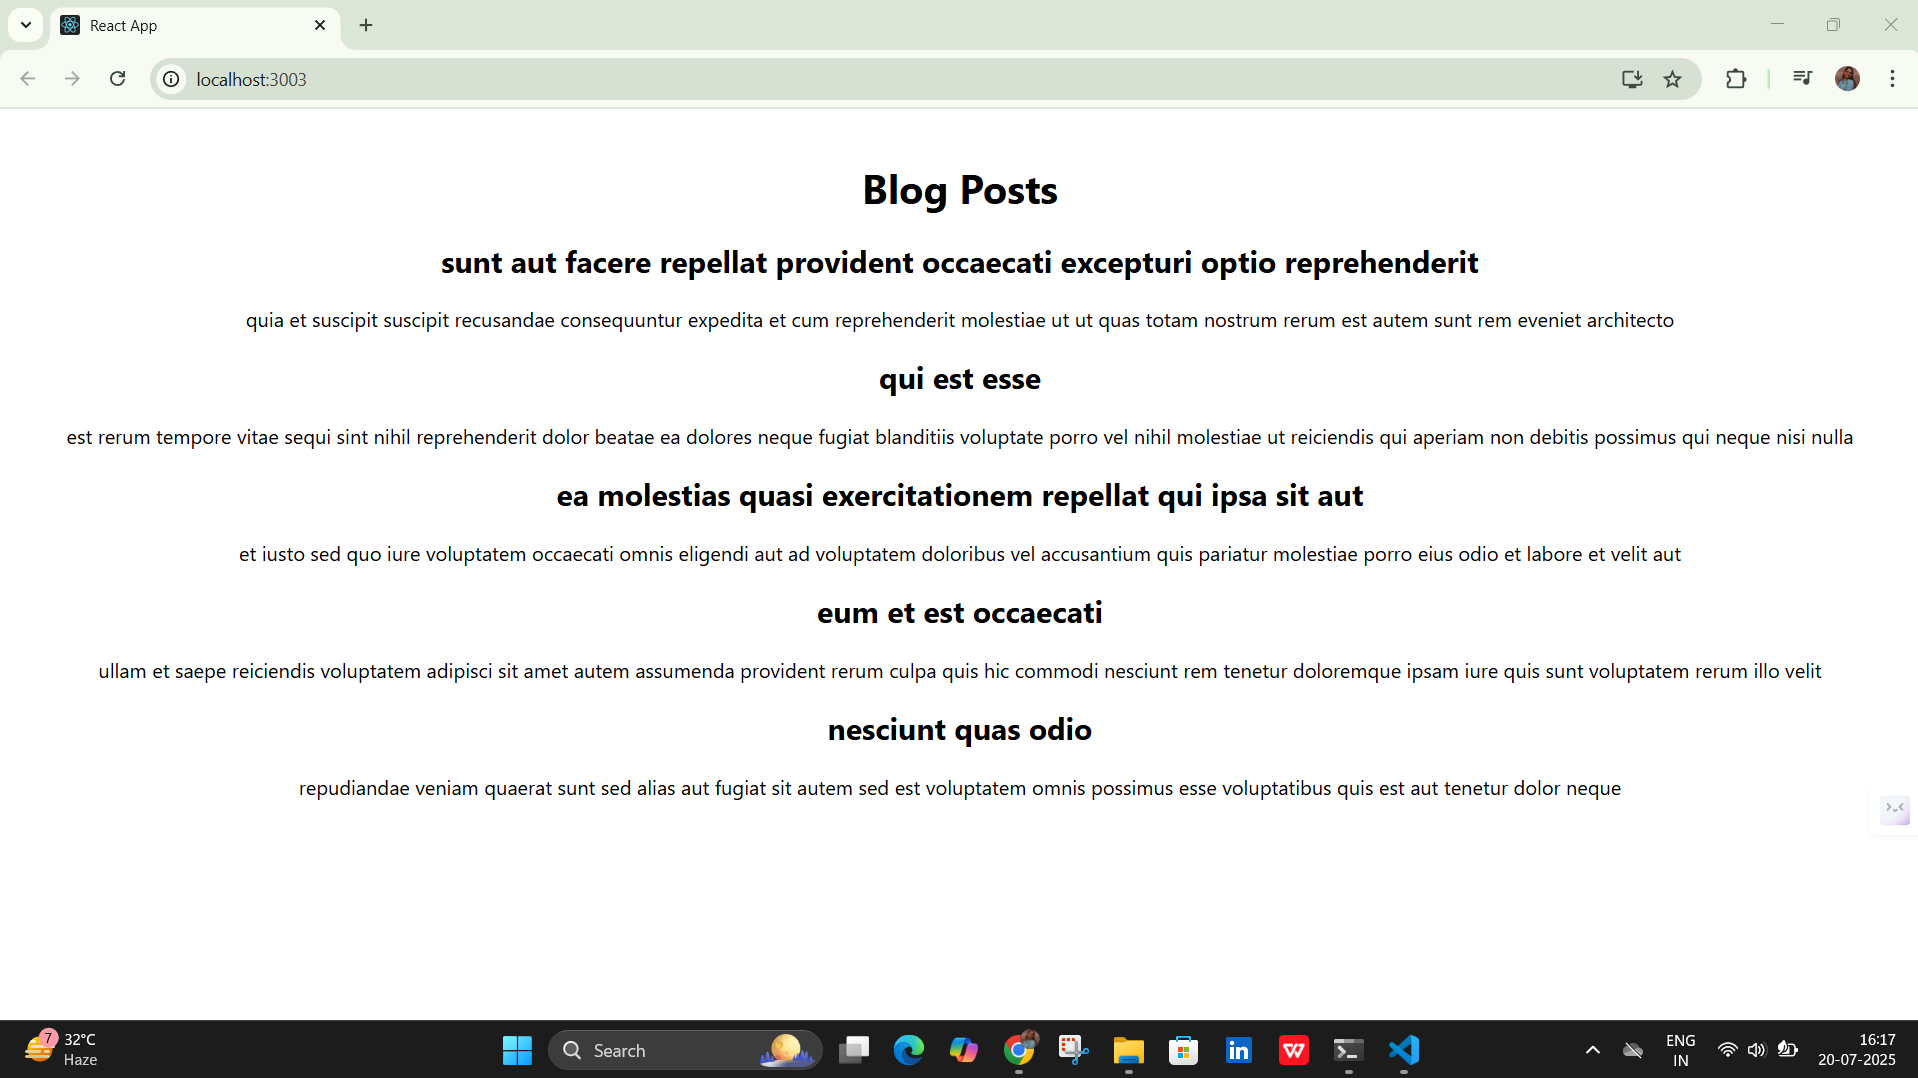 React App
localhost:3003
Blog Posts
sunt aut facere repellat provident occaecati excepturi optio reprehenderit
quia et suscipit suscipit recusandae consequuntur expedita et cum reprehenderit molestiae ut ut quas totam nostrum rerum est autem sunt rem eveniet architecto
qui est esse
est rerum tempore vitae sequi sint nihil reprehenderit dolor beatae ea dolores neque fugiat blanditiis voluptate porro vel nihil molestiae ut reiciendis qui aperiam non debitis possimus qui neque nisi nulla
ea molestias quasi exercitationem repellat qui ipsa sit aut
et iusto sed quo iure voluptatem occaecati omnis eligendi aut ad voluptatem doloribus vel accusantium quis pariatur molestiae porro eius odio et labore et velit aut
eum et est occaecati
ullam et saepe reiciendis voluptatem adipisci sit amet autem assumenda provident rerum culpa quis hic commodi nesciunt rem tenetur doloremque ipsam iure quis sunt voluptatem rerum illo velit
nesciunt quas odio
repudiandae veniam quaerat sunt sed alias aut fugiat sit autem sed est voluptatem omnis possimus esse voluptatibus quis est aut tenetur dolor neque
7
32°C
Haze
Search
in
W
ENG
IN
16:17
20-07-2025